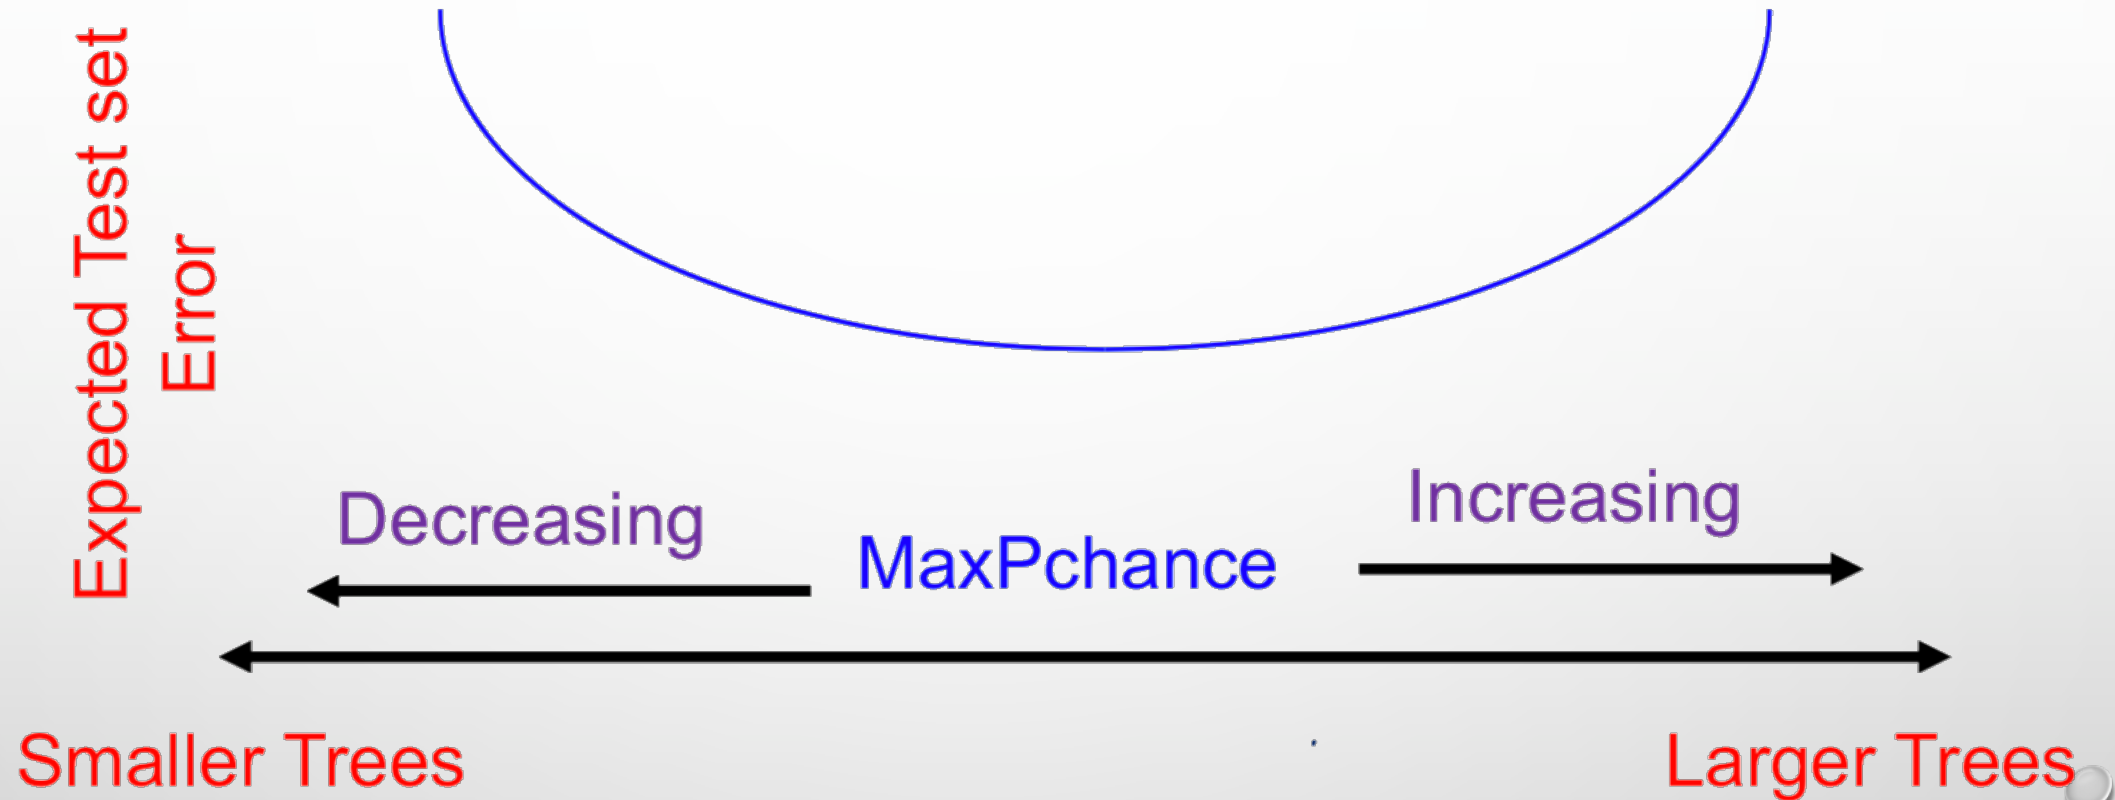 Expected Test set
Error
Decreasing
MaxPchance
Increasing
Smaller Trees
Larger Trees